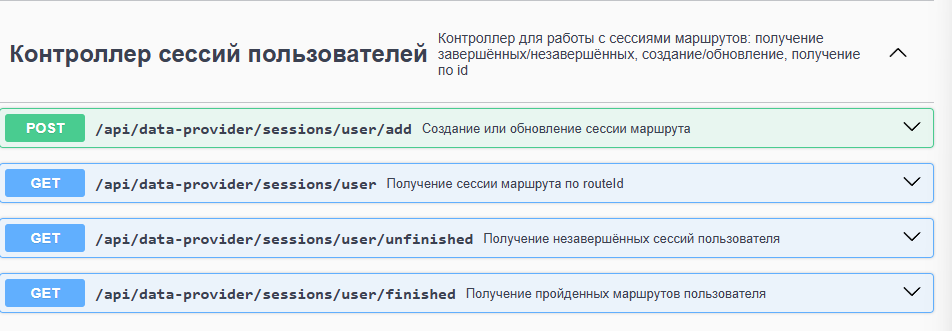 Контроллер сессий пользователей
Контроллер для работы с сессиями маршрутов: получение
завершённых/незавершённых, создание/обновление, получение
по id
POST /api/data-provider/sessions/user/add Создание или обновление сессии маршрута
GET /api/data-provider/sessions/user Получение сессии маршрута по routeId
GET /api/data-provider/sessions/user/unfinished Получение незавершённых сессий пользователя
GET /api/data-provider/sessions/user/finished Получение пройденных маршрутов пользователя